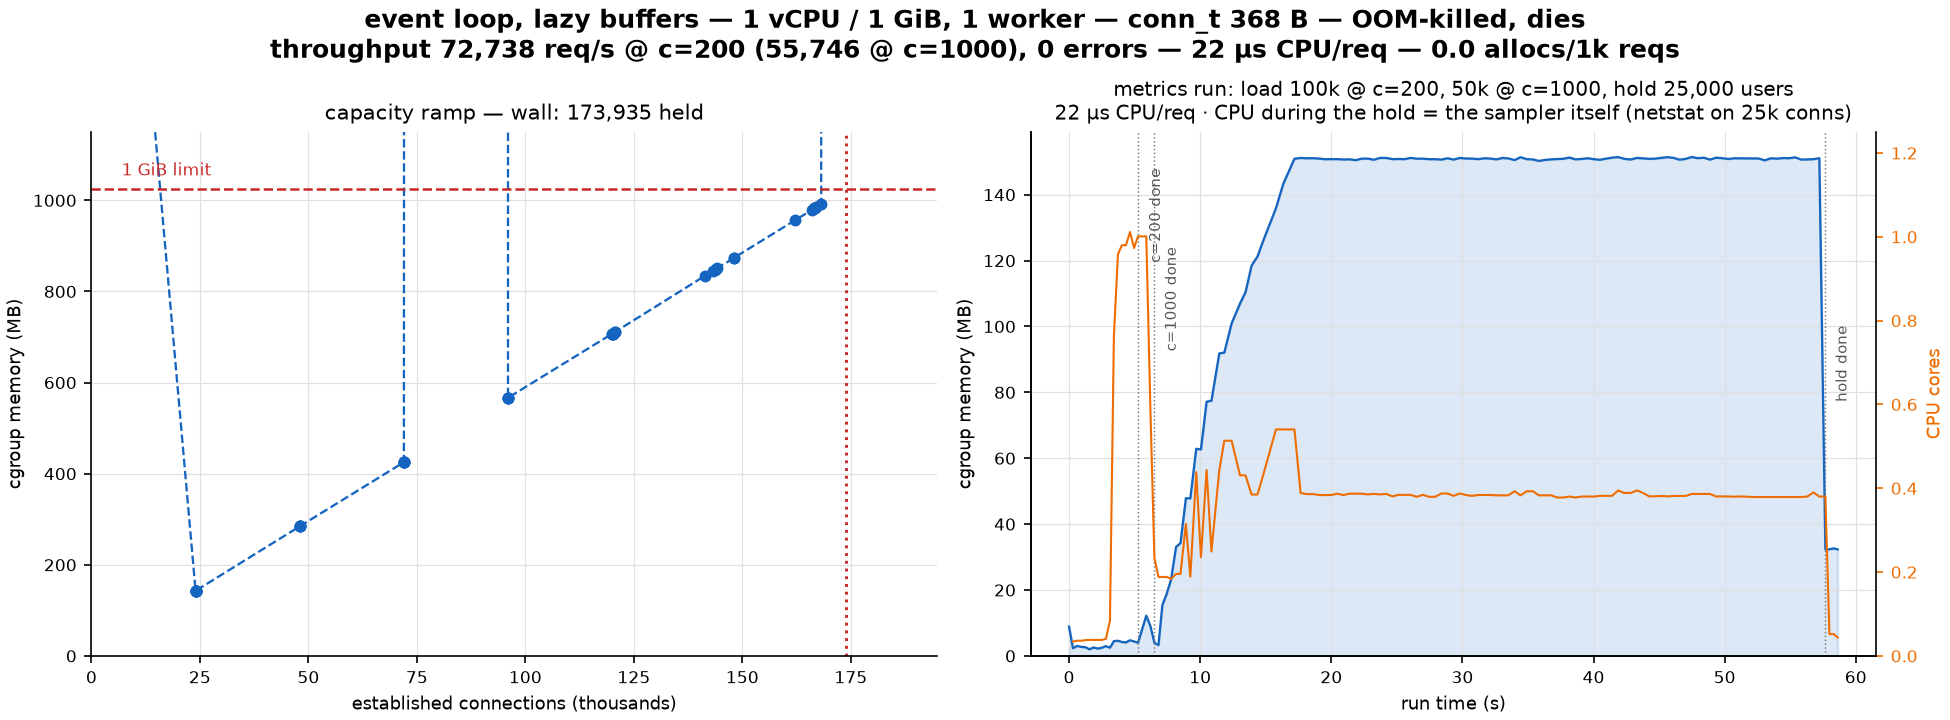 event loop, lazy buffers — 1 vCPU / 1 GiB, 1 worker — conn_t 368 B — OOM-killed, dies
throughput 72,738 req/s @ c=200 (55,746 @ c=1000), 0 errors — 22 µs CPU/req — 0.0 allocs/1k reqs
capacity ramp — wall: 173,935 held
1 GiB limit
cgroup memory (MB)
1000
800
600
400
200
0
0 25 50 75 100 125 150 175
established connections (thousands)
metrics run: load 100k @ c=200, 50k @ c=1000, hold 25,000 users
22 µs CPU/req · CPU during the hold = the sampler itself (netstat on 25k conns)
cgroup memory (MB)
140
120
100
80
60
40
20
0
c=200 done
c=1000 done
hold done
1.2
1.0
0.8
0.6
0.4
0.2
0.0
CPU cores
0 10 20 30 40 50 60
run time (s)